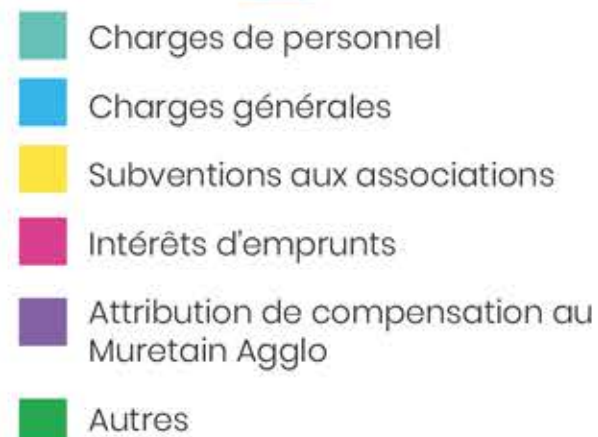 Charges de personnel
Charges générales
Subventions aux associations
Intérêts d'emprunts
Attribution de compensation au
Muretain Agglo
Autres